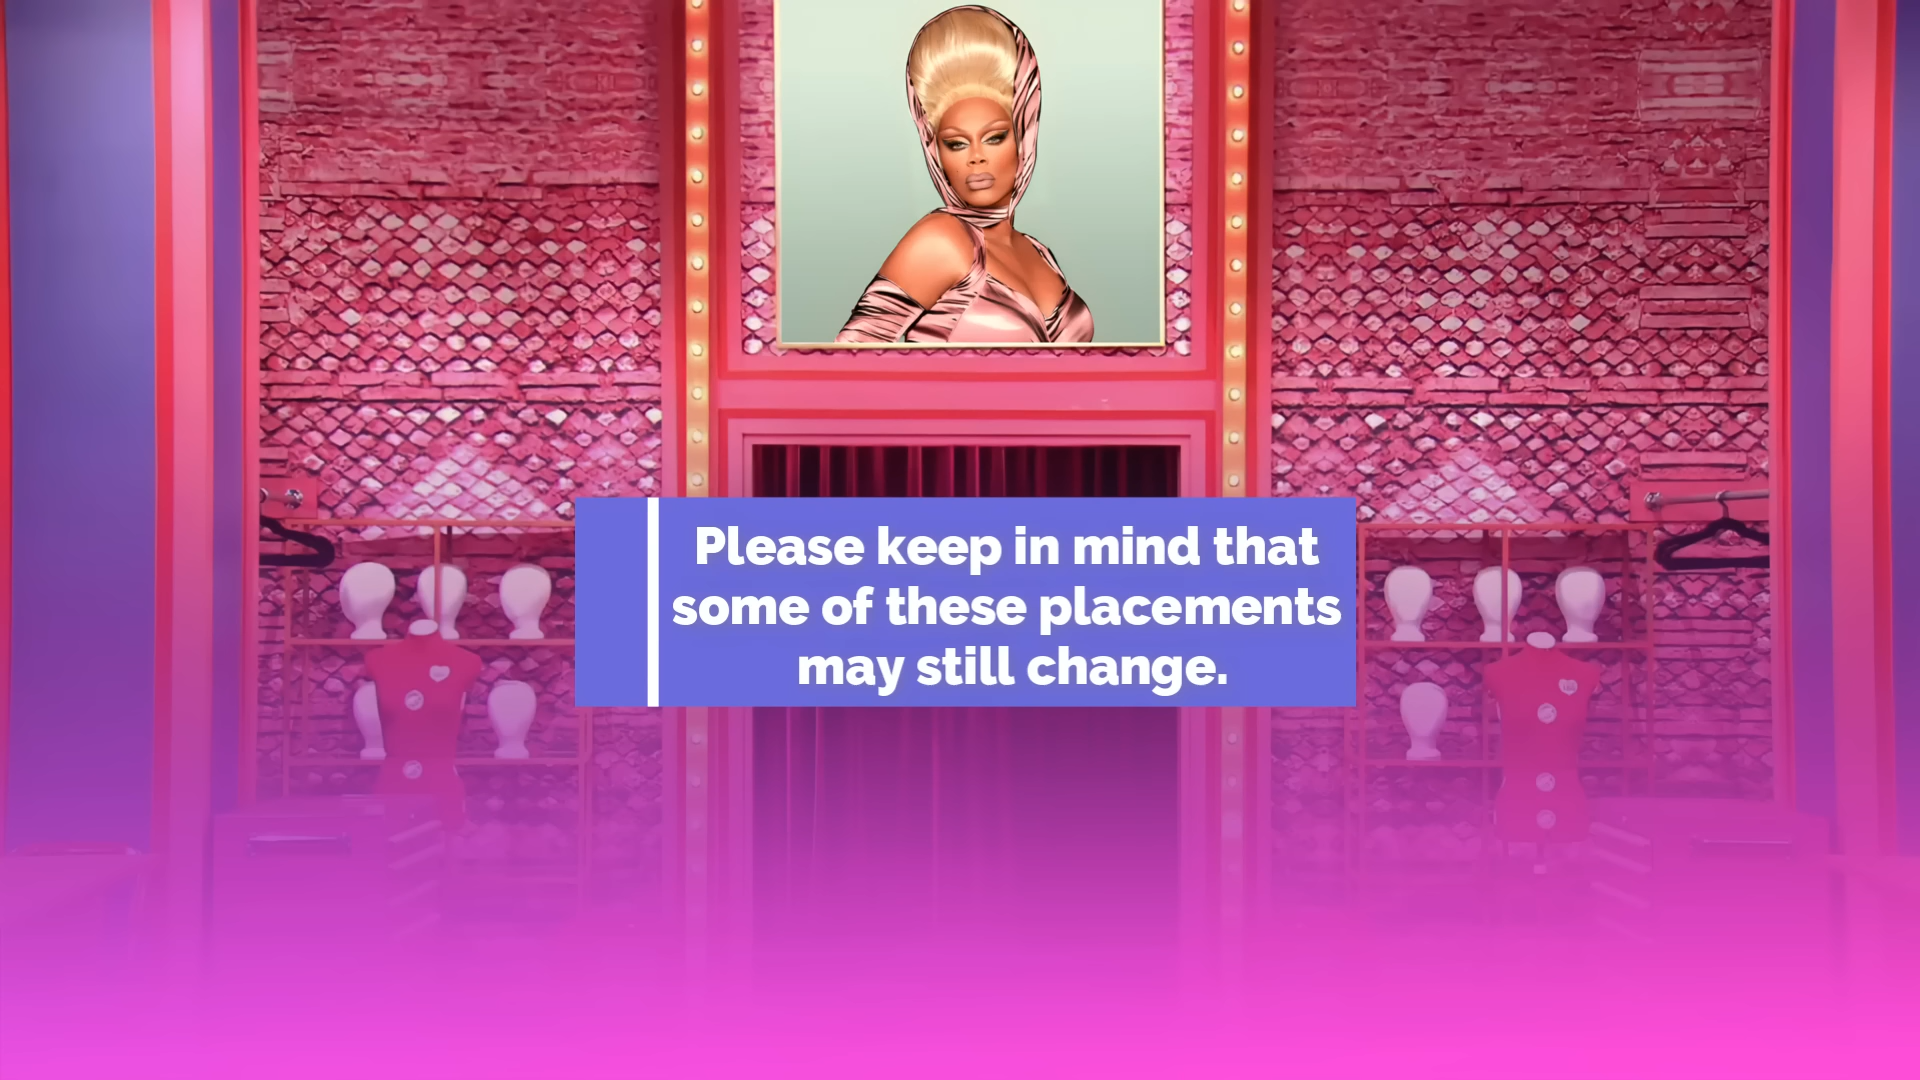 Please keep in mind that
some of these placements
may still change.